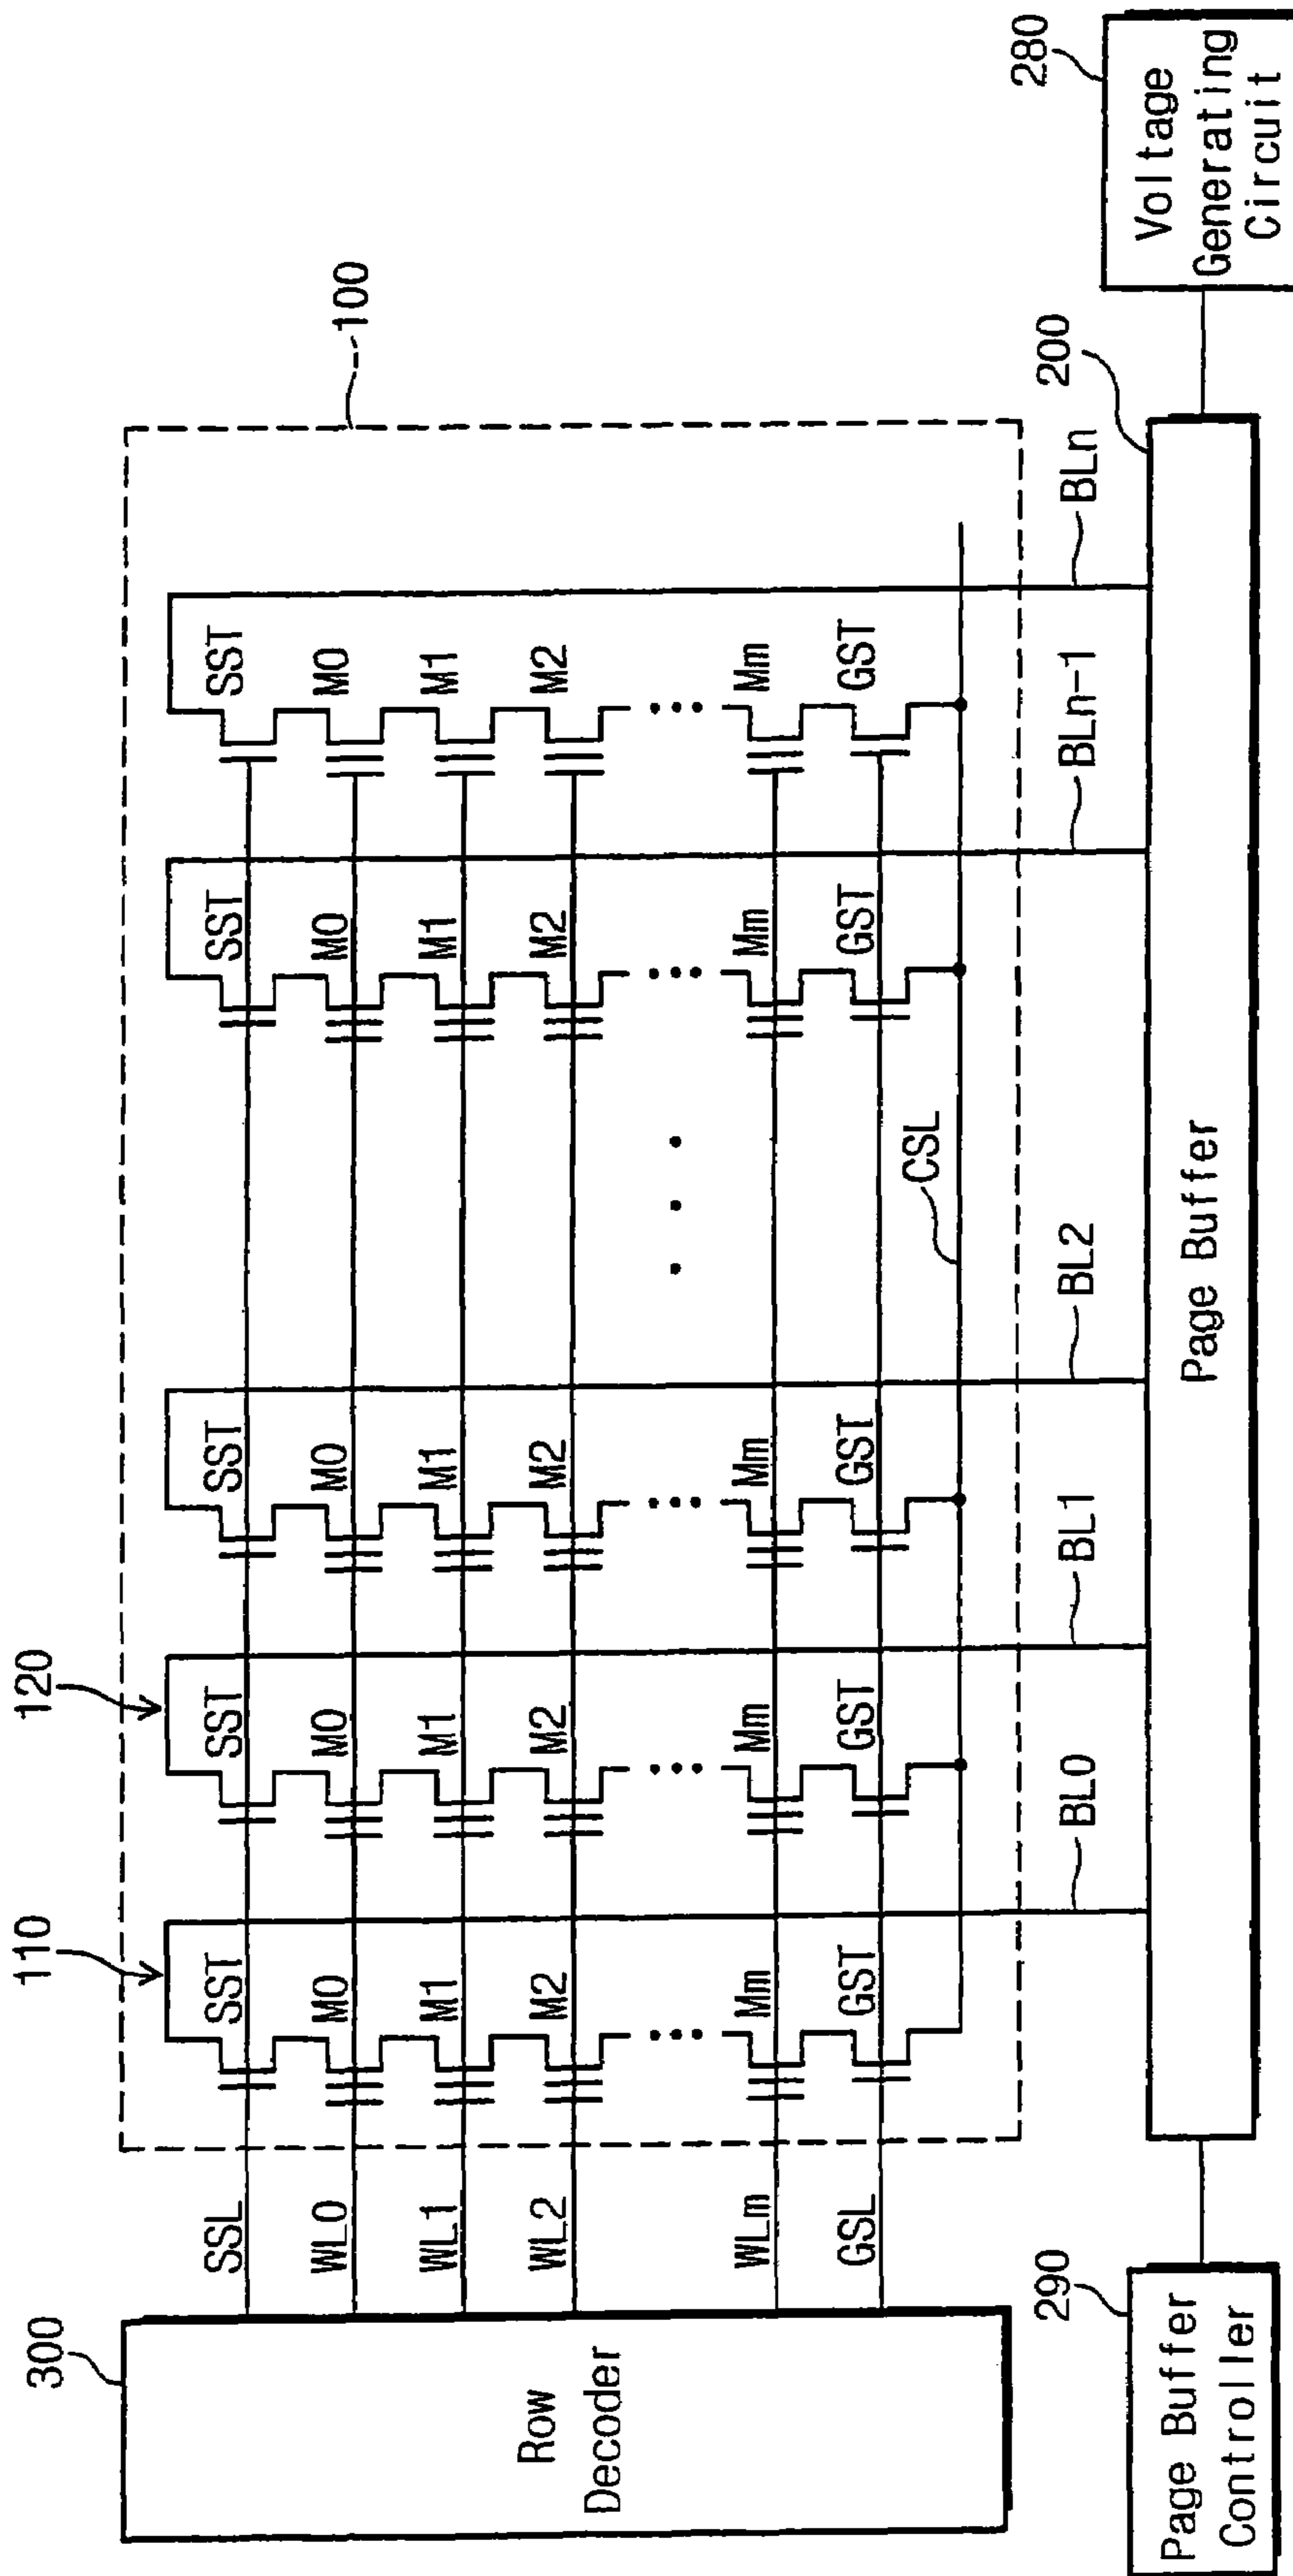 110
120
100
300
SSL
SST
SST
SST
SST
SST
WL0
M0
M0
M0
M0
M0
WL1
M1
M1
M1
M1
M1
WL2
M2
M2
M2
M2
M2
Row
Decoder
WLm
Mm
Mm
Mm
Mm
Mm
GSL
GST
GST
GST
GST
GST
CSL
290
BL0
BL1
BL2
BLn-1
BLn
200
280
Page Buffer
Controller
Page Buffer
Voltage
Generating
Circuit